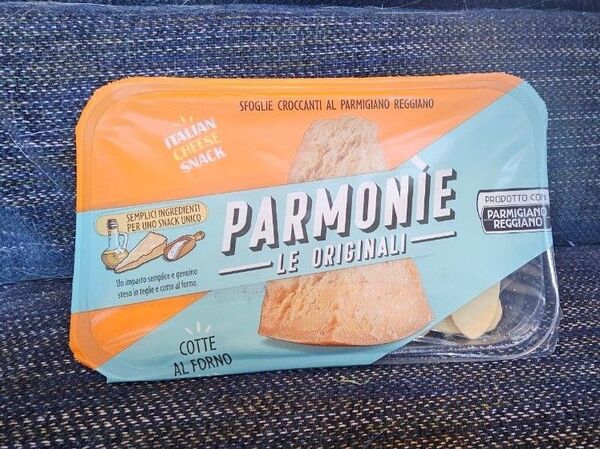 SFOGLIE CROCCANTI AL PARMIGIANO REGGIANO
ITALIAN
CHEESE
SNACK
SEMPLICI INGREDIENTI
PER UNO SNACK UNICO
PARMONÌE
LE ORIGINALI
PRODOTTO CON
PARMIGIANO
REGGIANO
Un impasto semplice e genuino
steso in teglie e cotto al forno.
COTTE
AL FORNO